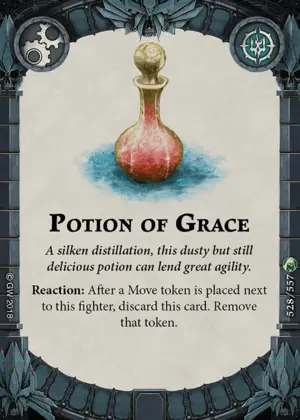 POTION OF GRACE
A silken distillation, this dusty but still
delicious potion can lend great agility.
Reaction: After a Move token is placed next
to this fighter, discard this card. Remove
that token.
© GW 2018
528/557